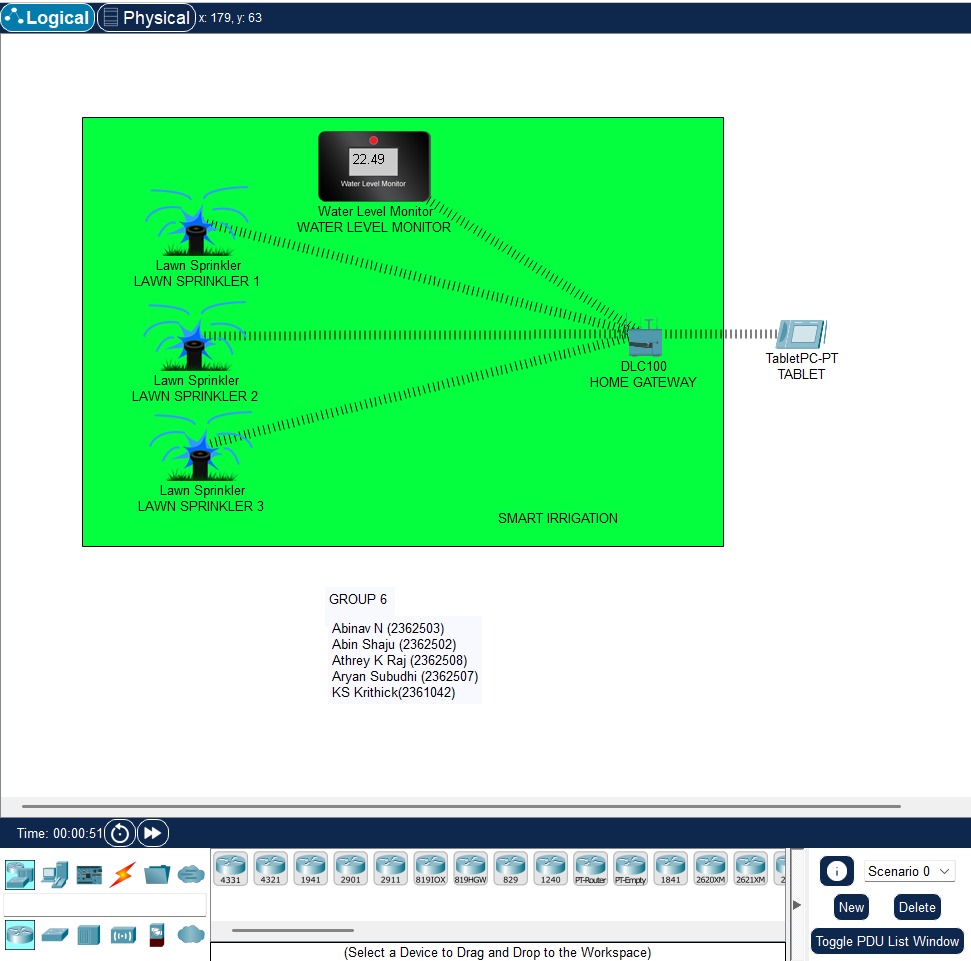 Logical Physical x: 179, y: 63
22.49
Water Level Monitor
Water Level Monitor
WATER LEVEL MONITOR
Lawn Sprinkler
LAWN SPRINKLER 1
Lawn Sprinkler
LAWN SPRINKLER 2
Lawn Sprinkler
LAWN SPRINKLER 3
DLC100
HOME GATEWAY
TabletPC-PT
TABLET
SMART IRRIGATION
GROUP 6
Abinav N (2362503)
Abin Shaju (2362502)
Athrey K Raj (2362508)
Aryan Subudhi (2362507)
KS Krithick(2361042)
Time: 00:00:51
4331 4321 1941 2901 2911 819IOX 819HGW 829 1240 PT-Router PT-Empty 1841 2620XM 2621XM 2
(Select a Device to Drag and Drop to the Workspace)
Scenario 0
New Delete
Toggle PDU List Window